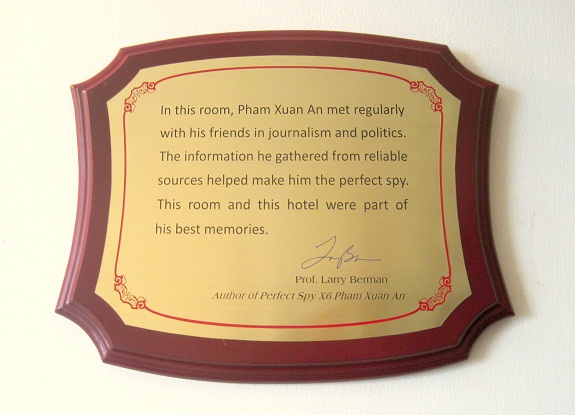 In this room, Pham Xuan An met regularly
with his friends in journalism and politics.
The information he gathered from reliable
sources helped make him the perfect spy.
This room and this hotel were part of
his best memories.
Prof. Larry Berman
Author of Perfect Spy X6 Pham Xuan An